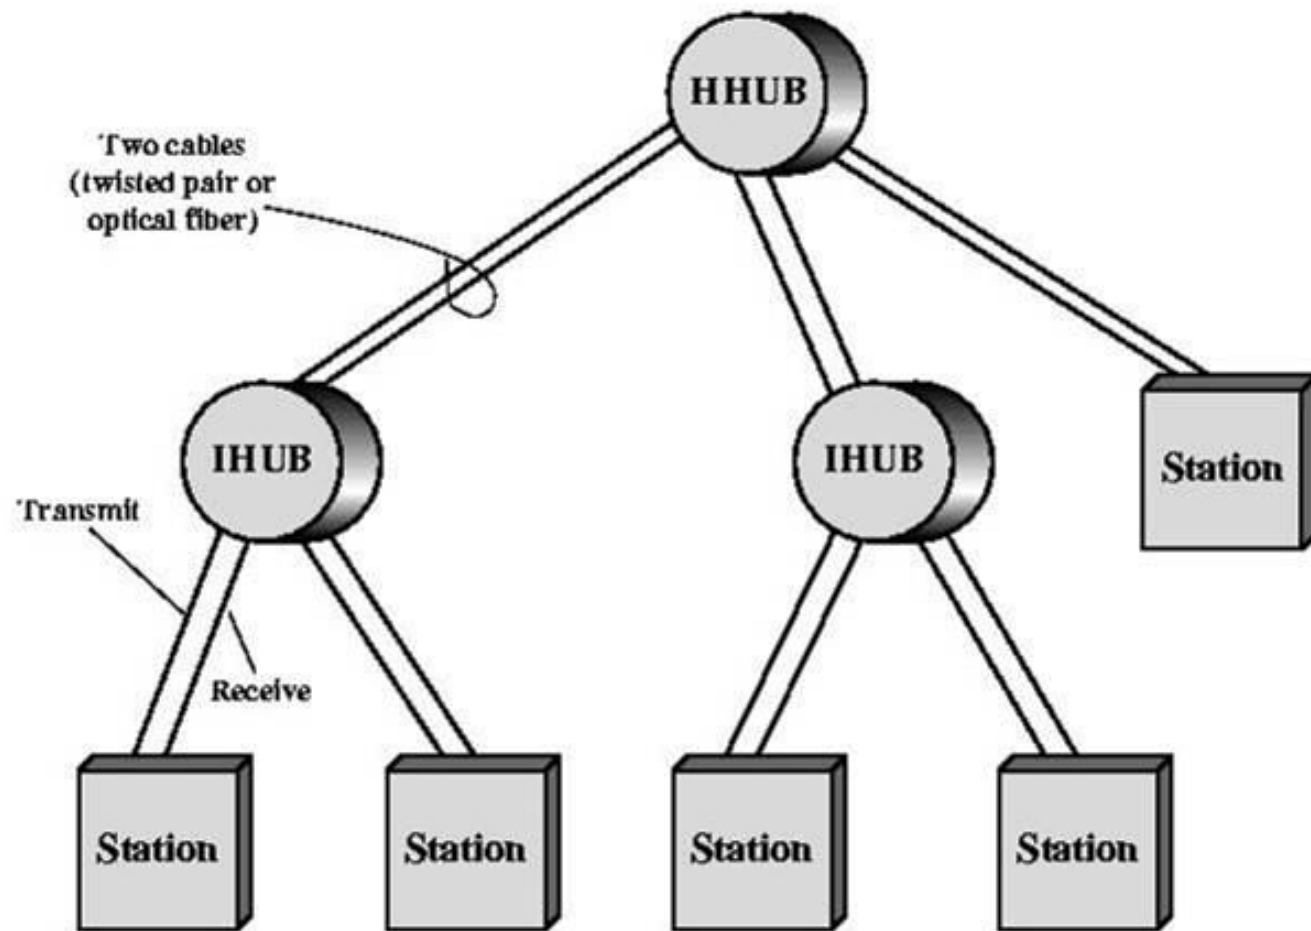 HHUB
Two cables
(twisted pair or
optical fiber)
IHUB
IHUB
Station
Transmit
Receive
Station
Station
Station
Station